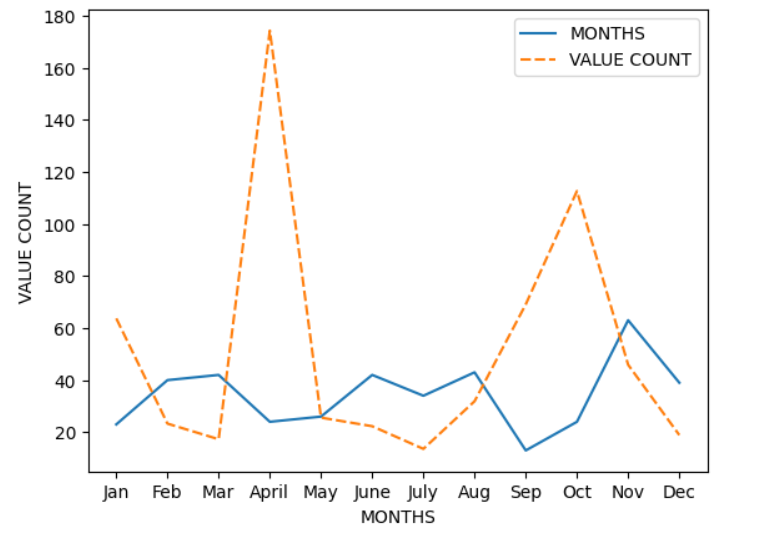 180
160
140
120
100
80
60
40
20
VALUE COUNT
MONTHS
VALUE COUNT
Jan Feb Mar April May June July Aug Sep Oct Nov Dec
MONTHS